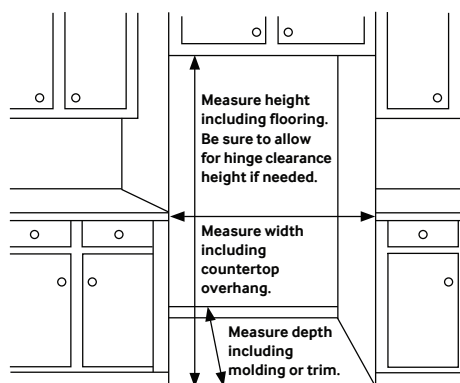 Measure height
including flooring.
Be sure to allow
for hinge clearance
height if needed.
Measure width
including
countertop
overhang.
Measure depth
including
molding or trim.